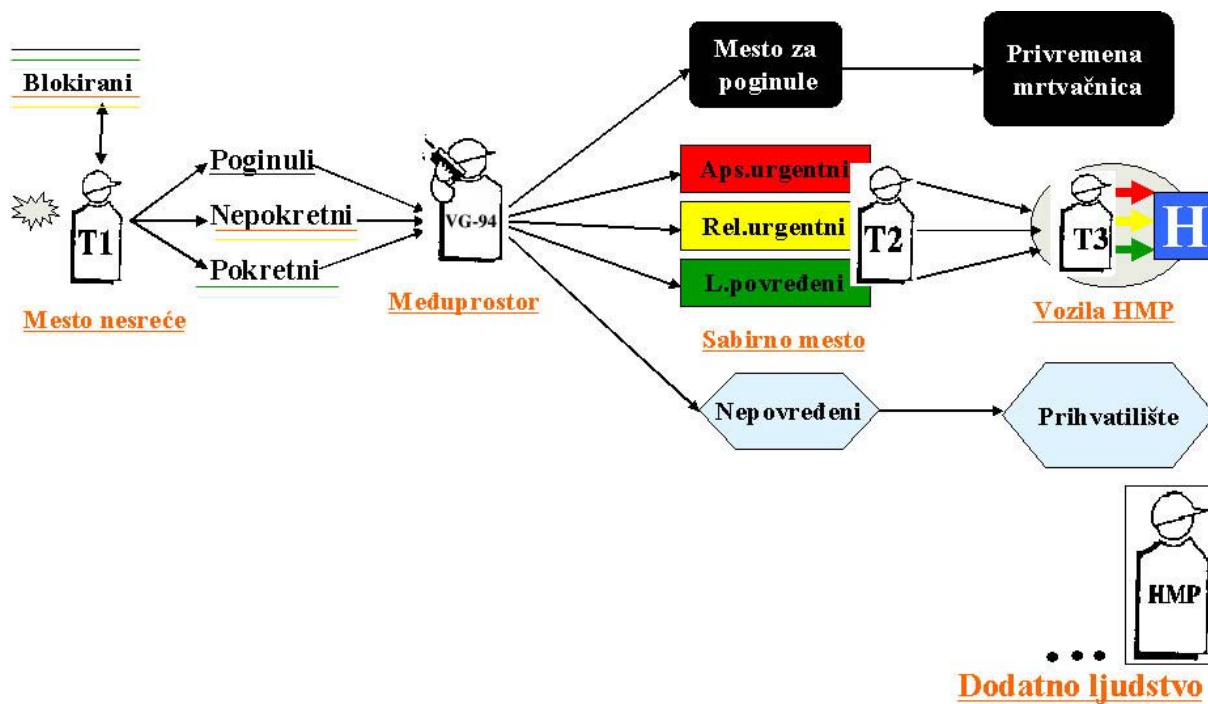 Blokirani
T1
Mesto nesreće
Poginuli
Nepokretni
Pokretni
VG-94
Međuprostor
Mesto za
poginule
Privremena
mrtvačnica
Aps.urgentni
Rel.urgentni
L.povređeni
T2
Sabirno mesto
T3
H
Vozila HMP
Nepovređeni
Prihvatilište
HMP
...
Dodatno ljudstvo